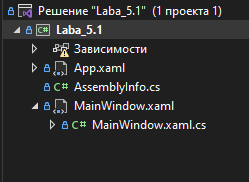 Решение "Laba_5.1" (1 проекта 1)
C# Laba_5.1
Зависимости
App.xaml
C# AssemblyInfo.cs
MainWindow.xaml
C# MainWindow.xaml.cs